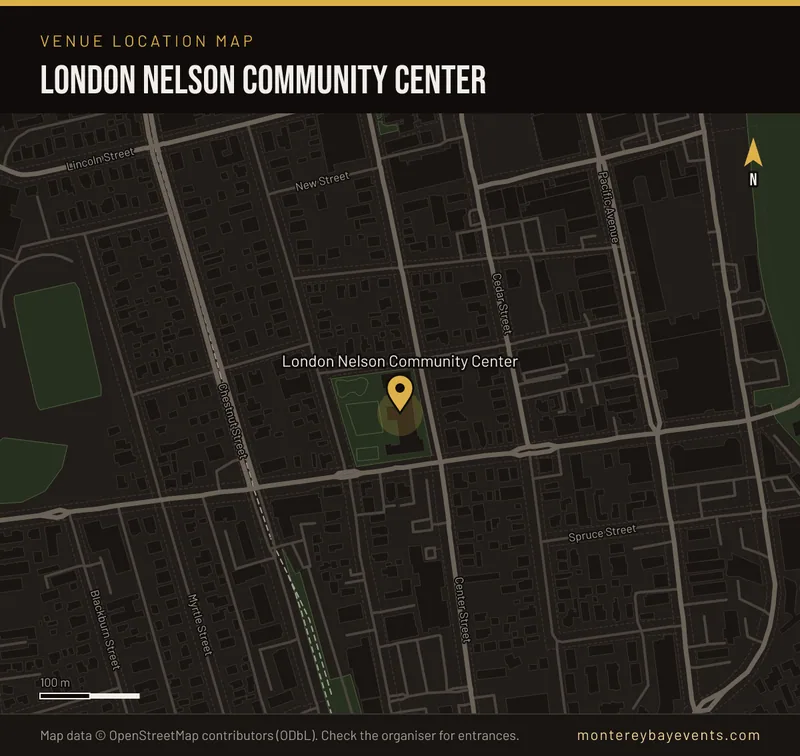 VENUE LOCATION MAP
LONDON NELSON COMMUNITY CENTER
Lincoln Street
New Street
Pacific Avenue
N
Cedar Street
London Nelson Community Center
Chestnut Street
Spruce Street
Blackburn Street
Myrtle Street
Center Street
100 m
Map data © OpenStreetMap contributors (ODbL). Check the organiser for entrances.
montereybayevents.com